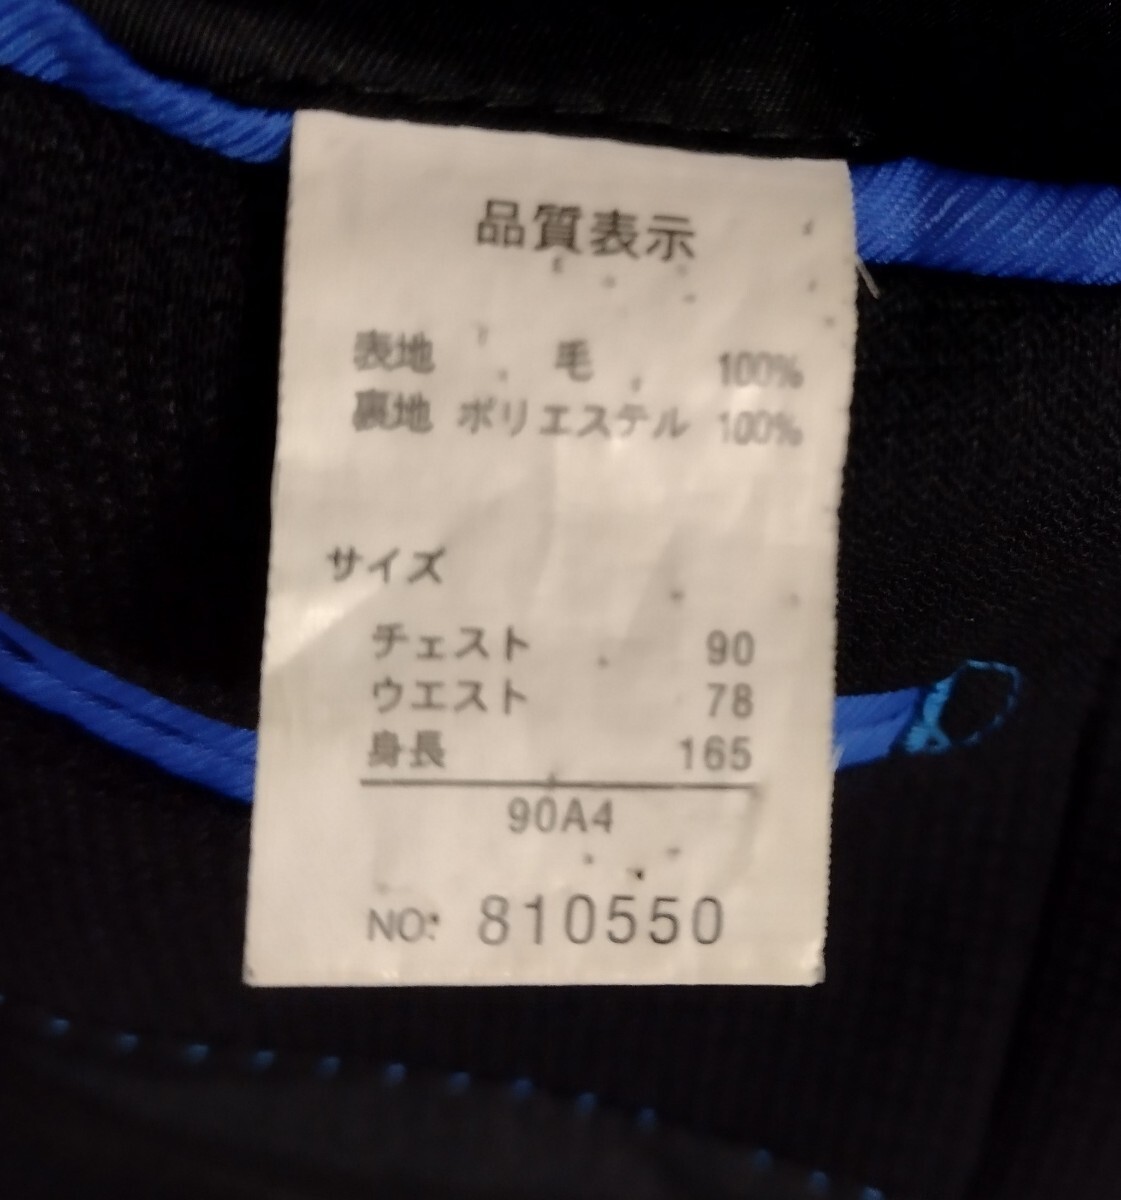 品質表示
表地 毛 100%
裏地 ポリエステル 100%
サイズ
チェスト 90
ウエスト 78
身長 165
90A4
NO: 810550